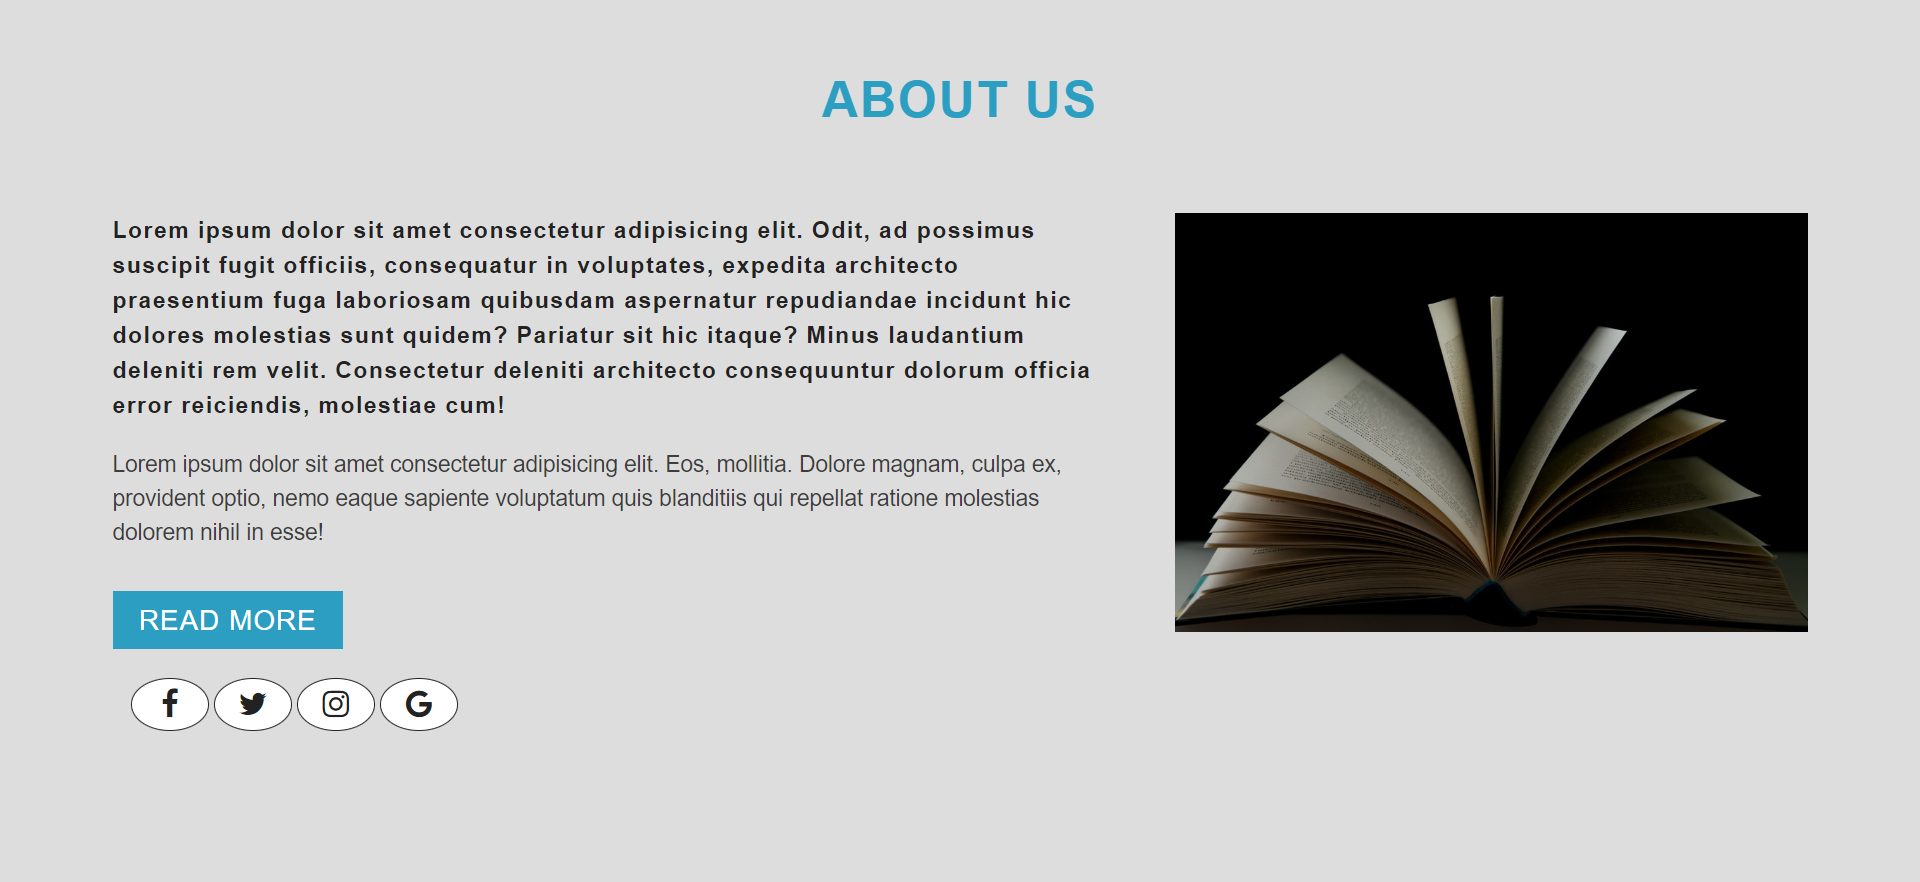 ABOUT US
Lorem ipsum dolor sit amet consectetur adipisicing elit. Odit, ad possimus
suscipit fugit officiis, consequatur in voluptates, expedita architecto
praesentium fuga laboriosam quibusdam aspernatur repudiandae incidunt hic
dolores molestias sunt quidem? Pariatur sit hic itaque? Minus laudantium
deleniti rem velit. Consectetur deleniti architecto consequuntur dolorum officia
error reiciendis, molestiae cum!
Lorem ipsum dolor sit amet consectetur adipisicing elit. Eos, mollitia. Dolore magnam, culpa ex,
provident optio, nemo eaque sapiente voluptatum quis blanditiis qui repellat ratione molestias
dolorem nihil in esse!
READ MORE